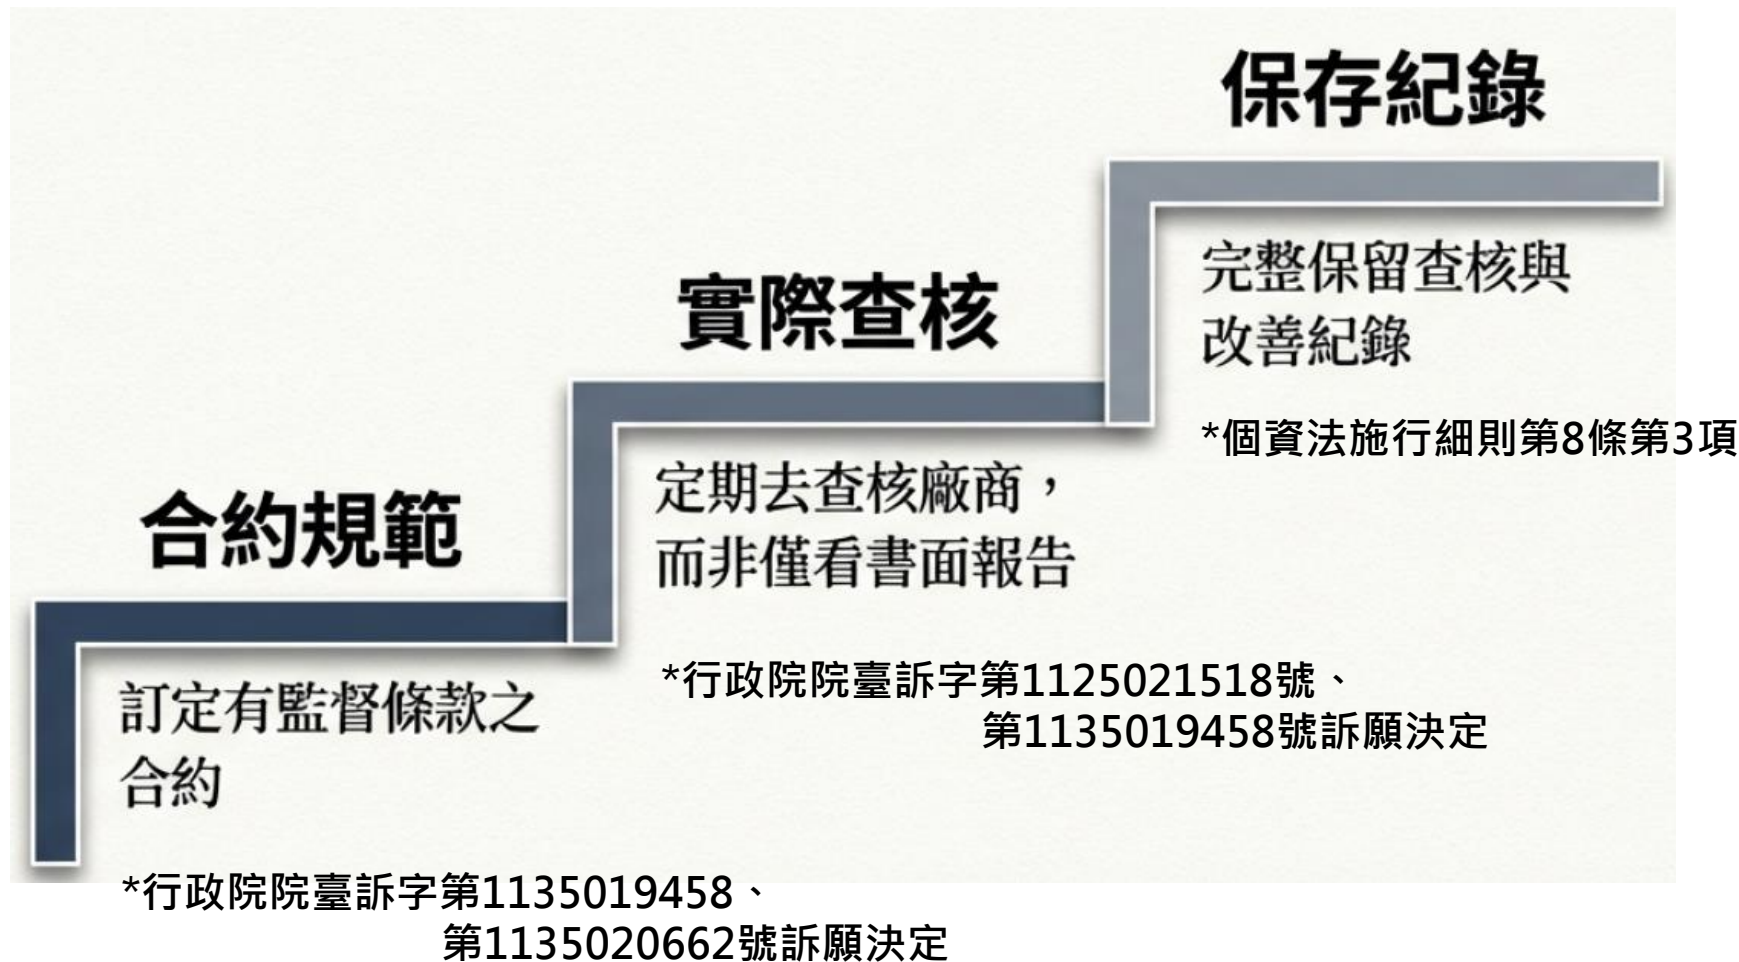 合約規範
訂定有監督條款之
合約
*行政院院臺訴字第1135019458、
第1135020662號訴願決定
實際查核
定期去查核廠商，
而非僅看書面報告
*行政院院臺訴字第1125021518號、
第1135019458號訴願決定
保存紀錄
完整保留查核與
改善紀錄
*個資法施行細則第8條第3項